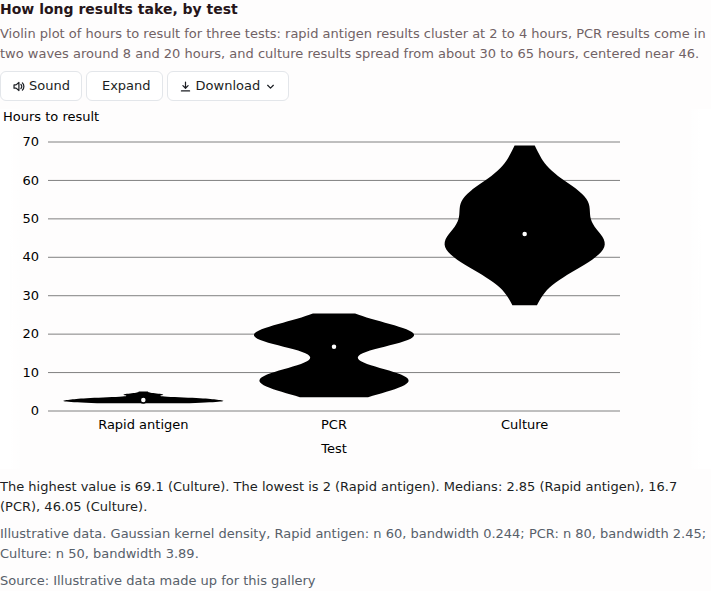 How long results take, by test
Violin plot of hours to result for three tests: rapid antigen results cluster at 2 to 4 hours, PCR results come in
two waves around 8 and 20 hours, and culture results spread from about 30 to 65 hours, centered near 46.
Sound Expand Download
Hours to result
70
60
50
40
30
20
10
0
Rapid antigen PCR Culture
Test
The highest value is 69.1 (Culture). The lowest is 2 (Rapid antigen). Medians: 2.85 (Rapid antigen), 16.7
(PCR), 46.05 (Culture).
Illustrative data. Gaussian kernel density, Rapid antigen: n 60, bandwidth 0.244; PCR: n 80, bandwidth 2.45;
Culture: n 50, bandwidth 3.89.
Source: Illustrative data made up for this gallery